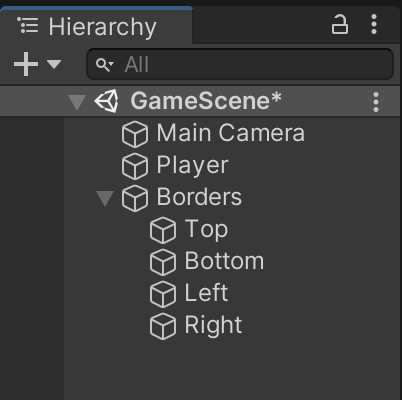 Hierarchy
All
GameScene*
Main Camera
Player
Borders
Top
Bottom
Left
Right